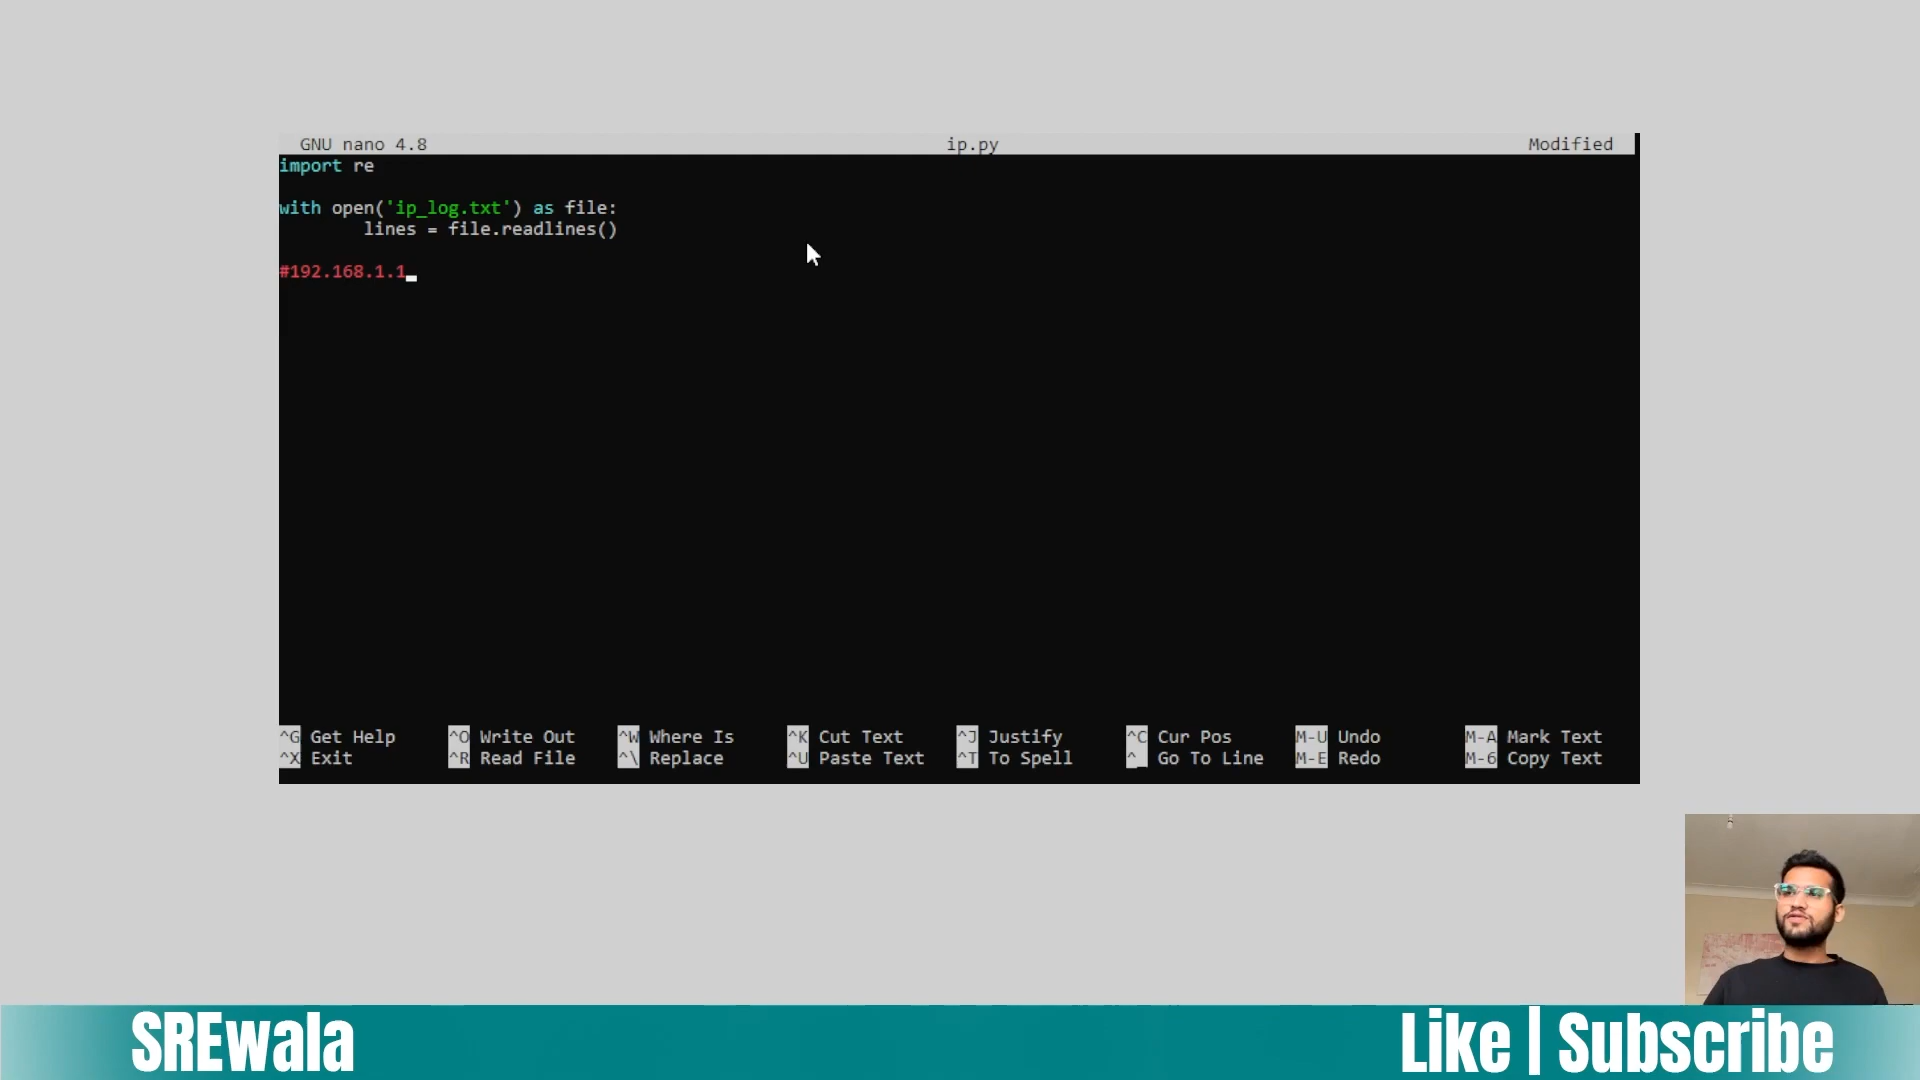 GNU nano 4.8 ip.py Modified
import re
with open('ip_log.txt') as file:
lines = file.readlines()
#192.168.1.1
^G Get Help ^O Write Out ^W Where Is ^K Cut Text ^J Justify ^C Cur Pos M-U Undo M-A Mark Text
^X Exit ^R Read File ^\ Replace ^U Paste Text ^T To Spell ^_ Go To Line M-E Redo M-6 Copy Text
SREwala
Like | Subscribe